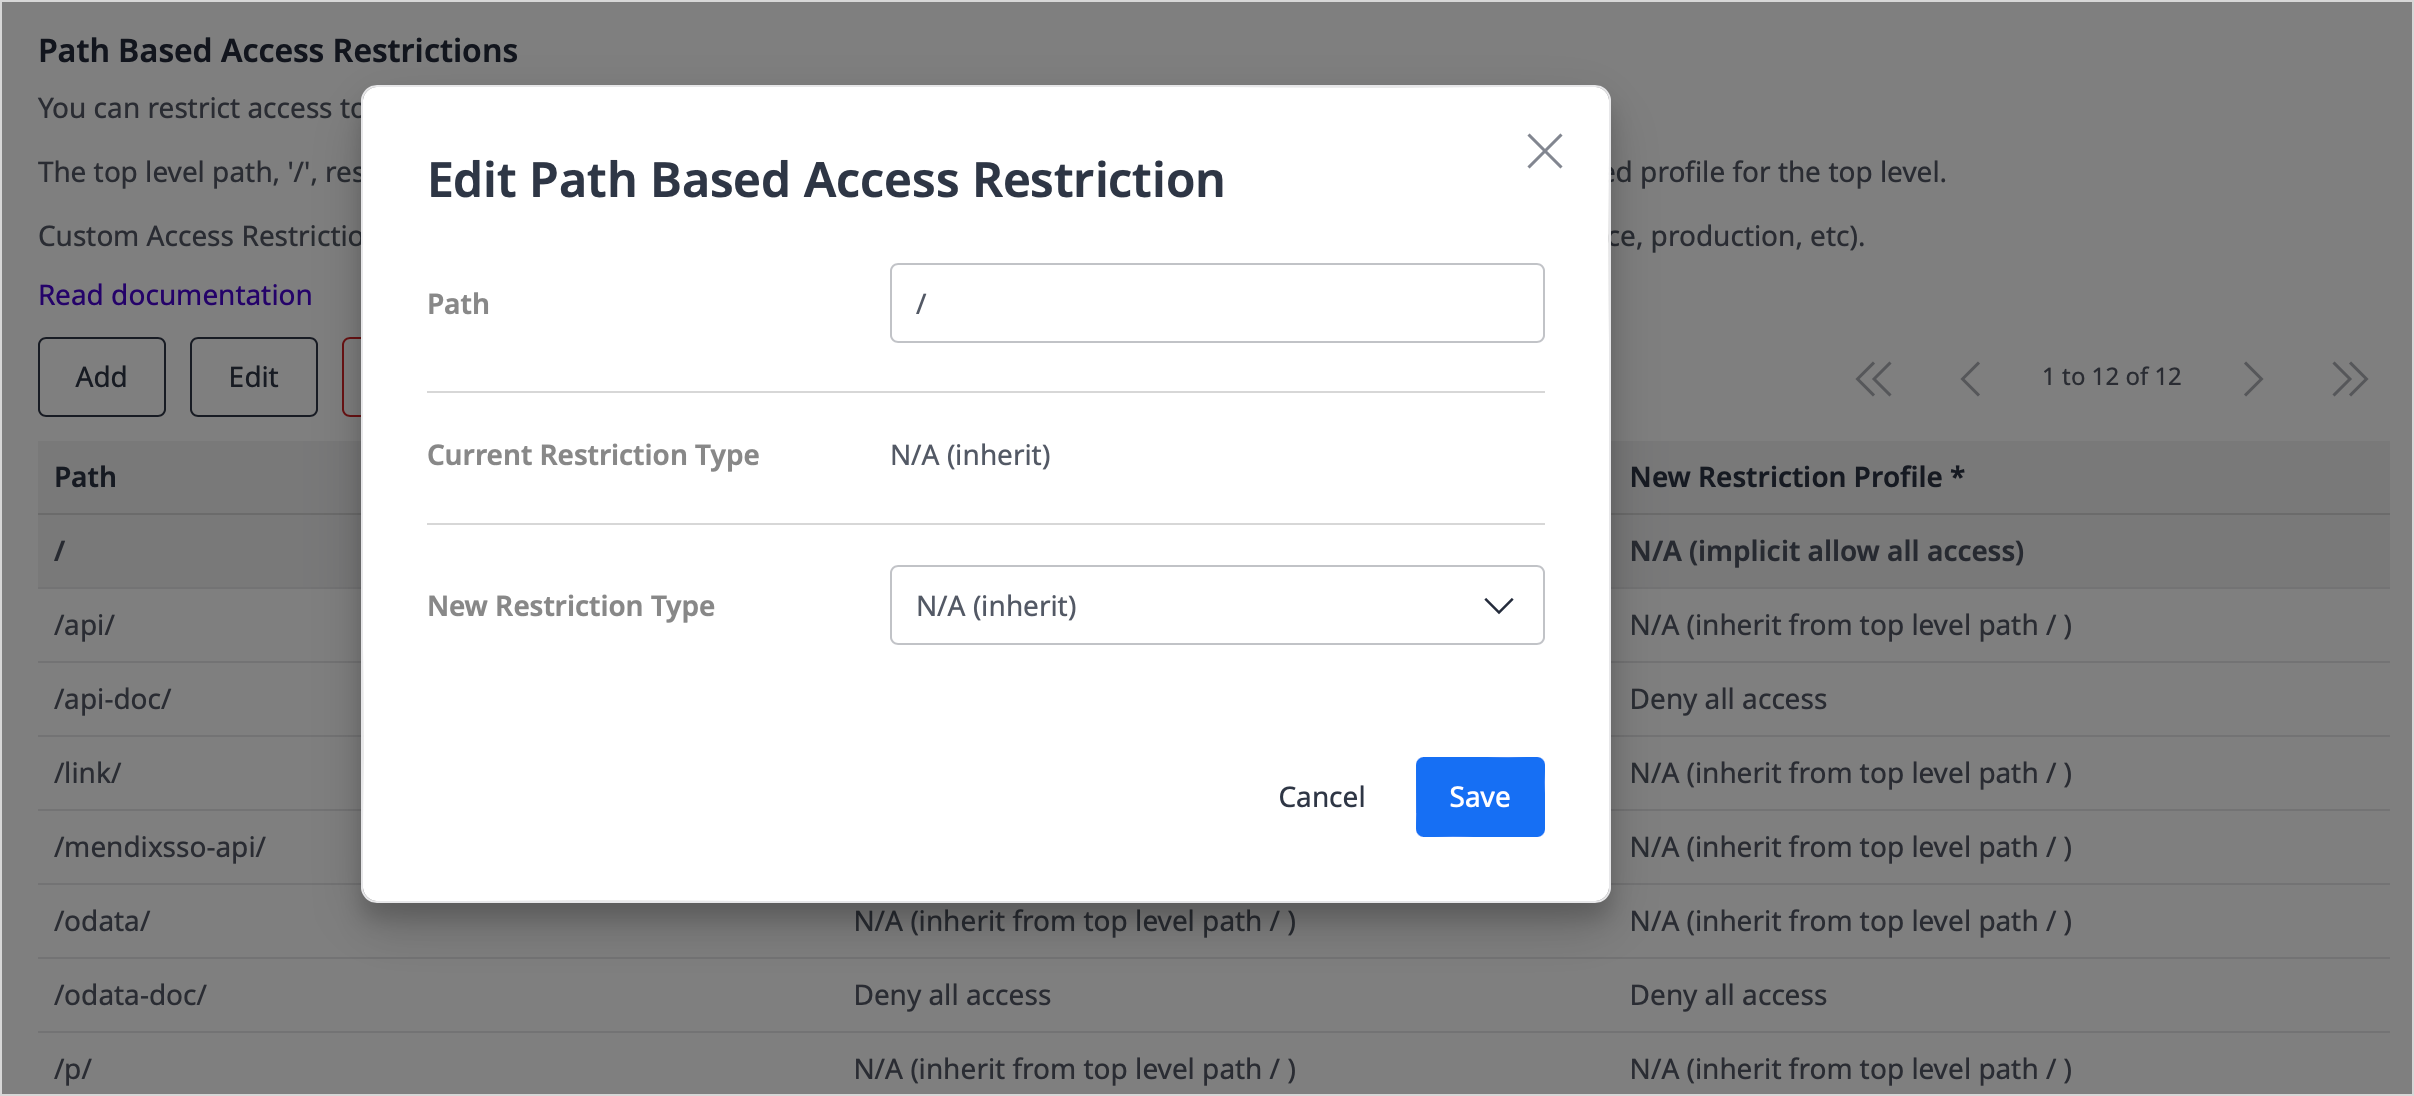 Path Based Access Restrictions
You can restrict access to
The top level path, '/', res
ed profile for the top level.
Custom Access Restrictio
ce, production, etc).
Read documentation
Add
Edit
1 to 12 of 12
Path
New Restriction Profile *
/
N/A (implicit allow all access)
/api/
N/A (inherit from top level path / )
/api-doc/
Deny all access
/link/
N/A (inherit from top level path / )
/mendixsso-api/
N/A (inherit from top level path / )
/odata/
N/A (inherit from top level path / )
N/A (inherit from top level path / )
/odata-doc/
Deny all access
Deny all access
/p/
N/A (inherit from top level path / )
N/A (inherit from top level path / )
Edit Path Based Access Restriction
Path
/
Current Restriction Type
N/A (inherit)
New Restriction Type
N/A (inherit)
Cancel
Save